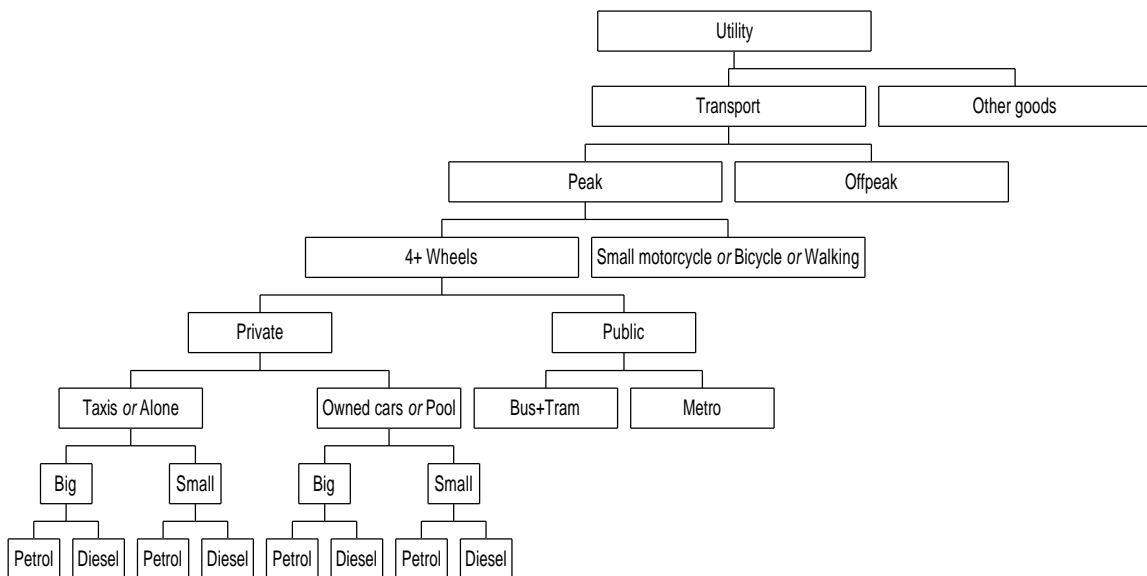 Utility
Transport
Other goods
Peak
Offpeak
4+ Wheels
Small motorcycle or Bicycle or Walking
Private
Public
Taxis or Alone
Owned cars or Pool
Bus+Tram
Metro
Big
Small
Big
Small
Petrol
Diesel
Petrol
Diesel
Petrol
Diesel
Petrol
Diesel